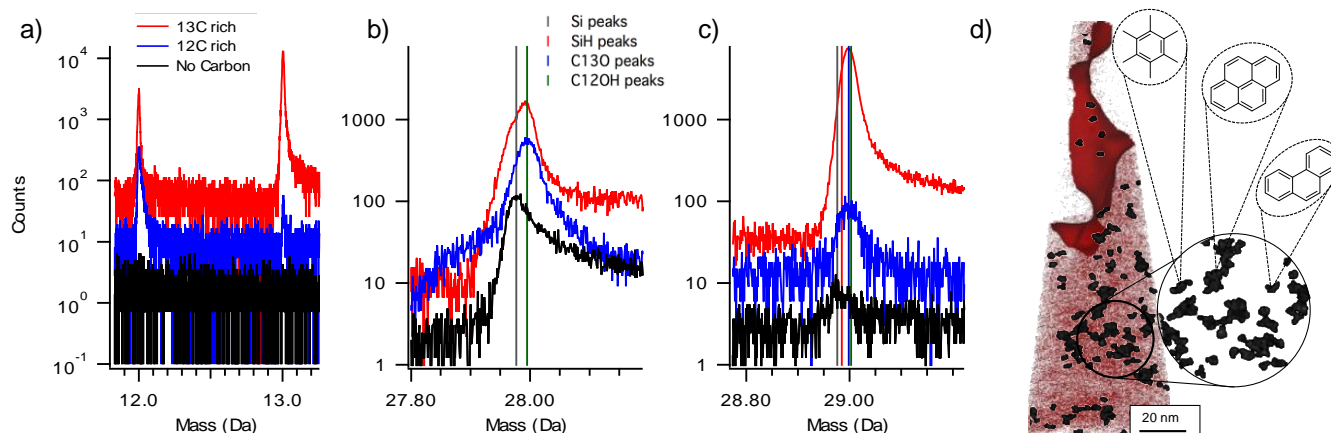 a)
13C rich
12C rich
No Carbon
10^4
10^3
10^2
10^1
10^0
10^-1
Counts
12.0
13.0
Mass (Da)
b)
Si peaks
SiH peaks
C13O peaks
C12OH peaks
1000
100
10
1
27.80
28.00
Mass (Da)
c)
1000
100
10
1
28.80
29.00
Mass (Da)
d)
20 nm